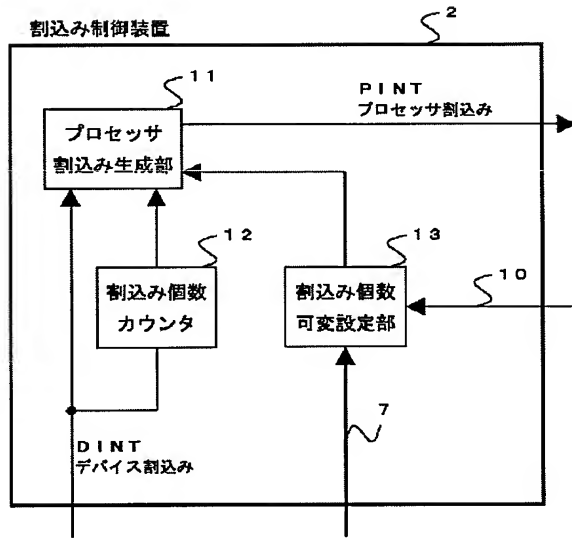 割込み制御装置
2
11
PINT
プロセッサ割込み
プロセッサ
割込み生成部
12
13
割込み個数
カウンタ
割込み個数
可変設定部
10
7
DINT
デバイス割込み